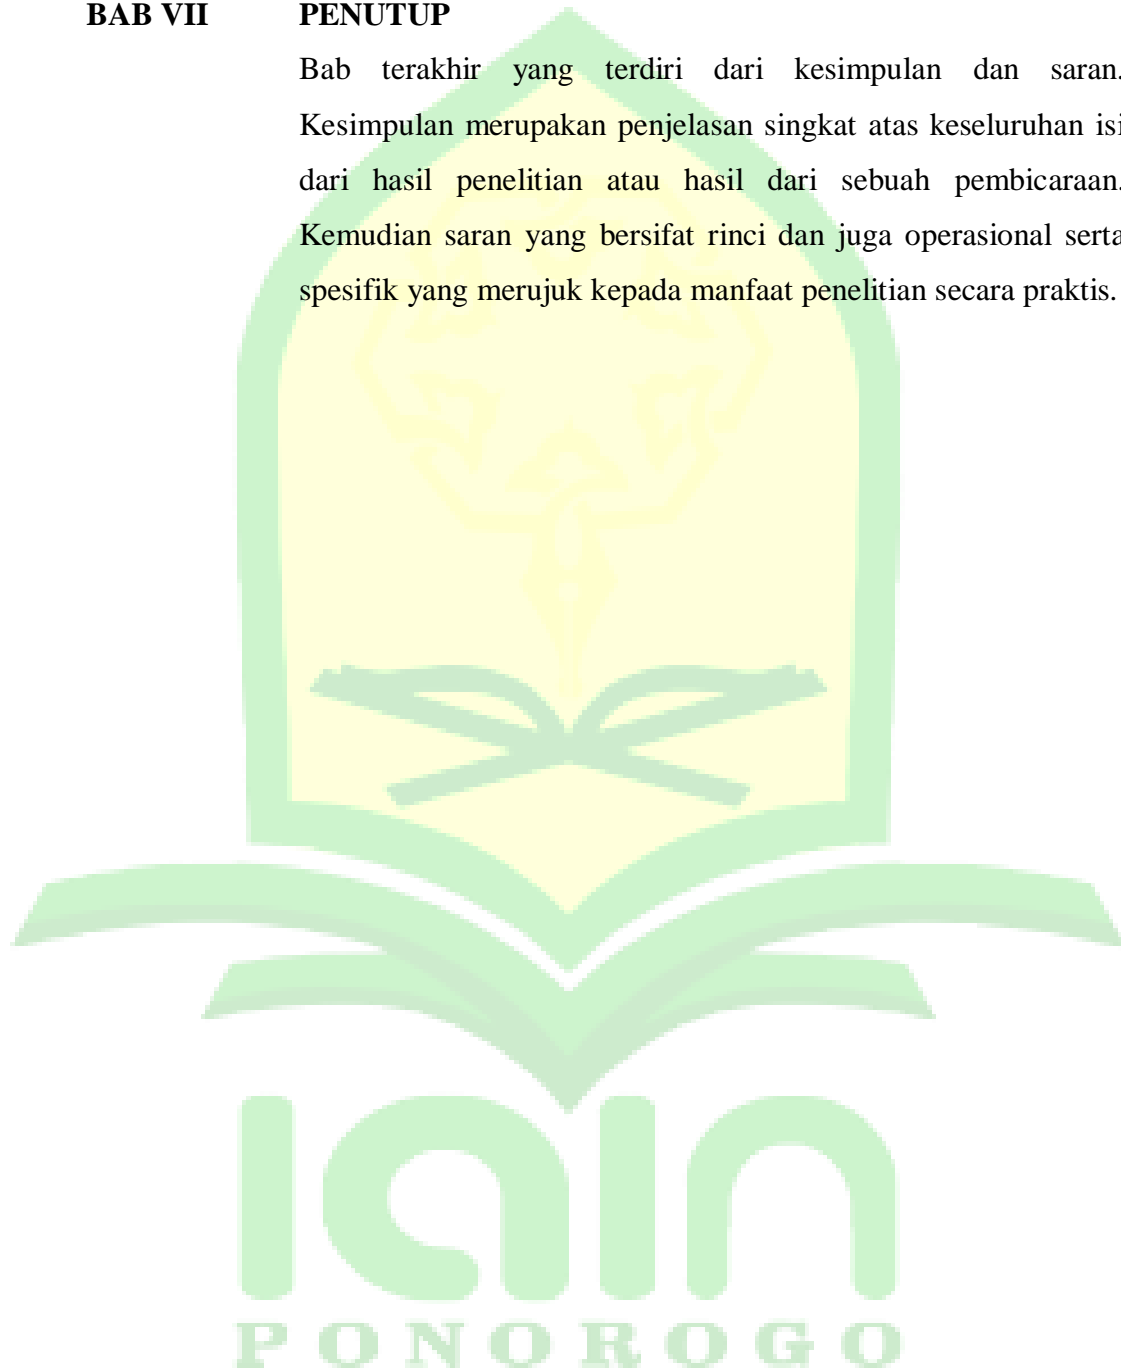 BAB VII PENUTUP
Bab terakhir yang terdiri dari kesimpulan dan saran.
Kesimpulan merupakan penjelasan singkat atas keseluruhan isi
dari hasil penelitian atau hasil dari sebuah pembicaraan.
Kemudian saran yang bersifat rinci dan juga operasional serta
spesifik yang merujuk kepada manfaat penelitian secara praktis.
iain
PONOROGO